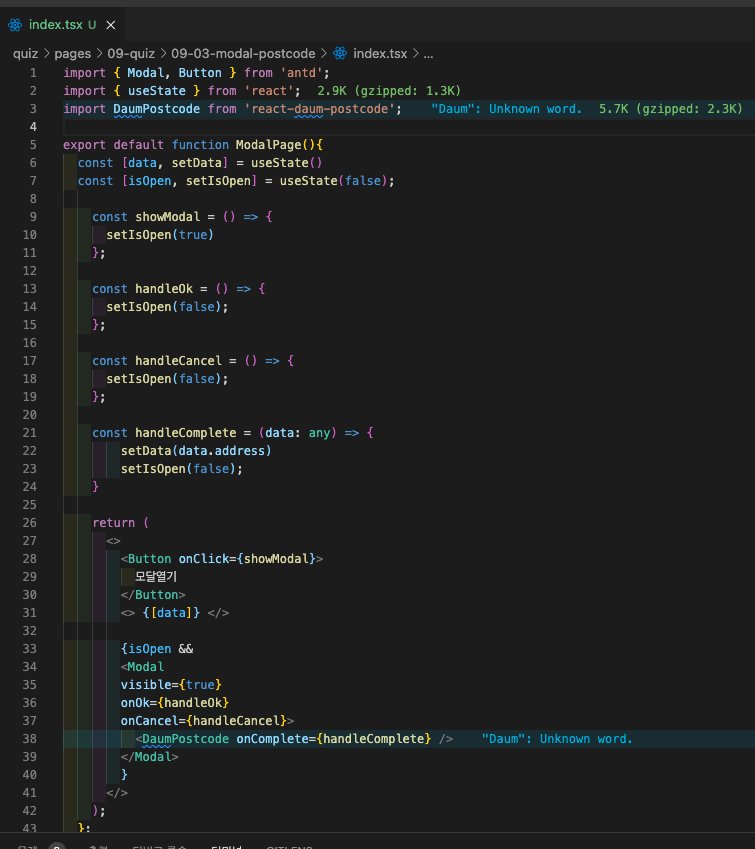 index.tsx U ×
quiz > pages > 09-quiz > 09-03-modal-postcode > index.tsx > ...
1 import { Modal, Button } from 'antd';
2 import { useState } from 'react'; 2.9K (gzipped: 1.3K)
3 import DaumPostcode from 'react-daum-postcode'; "Daum": Unknown word. 5.7K (gzipped: 2.3K)
4
5 export default function ModalPage(){
6 const [data, setData] = useState()
7 const [isOpen, setIsOpen] = useState(false);
8
9 const showModal = () => {
10 setIsOpen(true)
11 };
12
13 const handleOk = () => {
14 setIsOpen(false);
15 };
16
17 const handleCancel = () => {
18 setIsOpen(false);
19 };
20
21 const handleComplete = (data: any) => {
22 setData(data.address)
23 setIsOpen(false);
24 }
25
26 return (
27 <>
28 <Button onClick={showModal}>
29 모달열기
30 </Button>
31 <> {[data]} </>
32
33 {isOpen &&
34 <Modal
35 visible={true}
36 onOk={handleOk}
37 onCancel={handleCancel}>
38 <DaumPostcode onComplete={handleComplete} /> "Daum": Unknown word.
39 </Modal>
40 }
41 </>
42 );
43 };